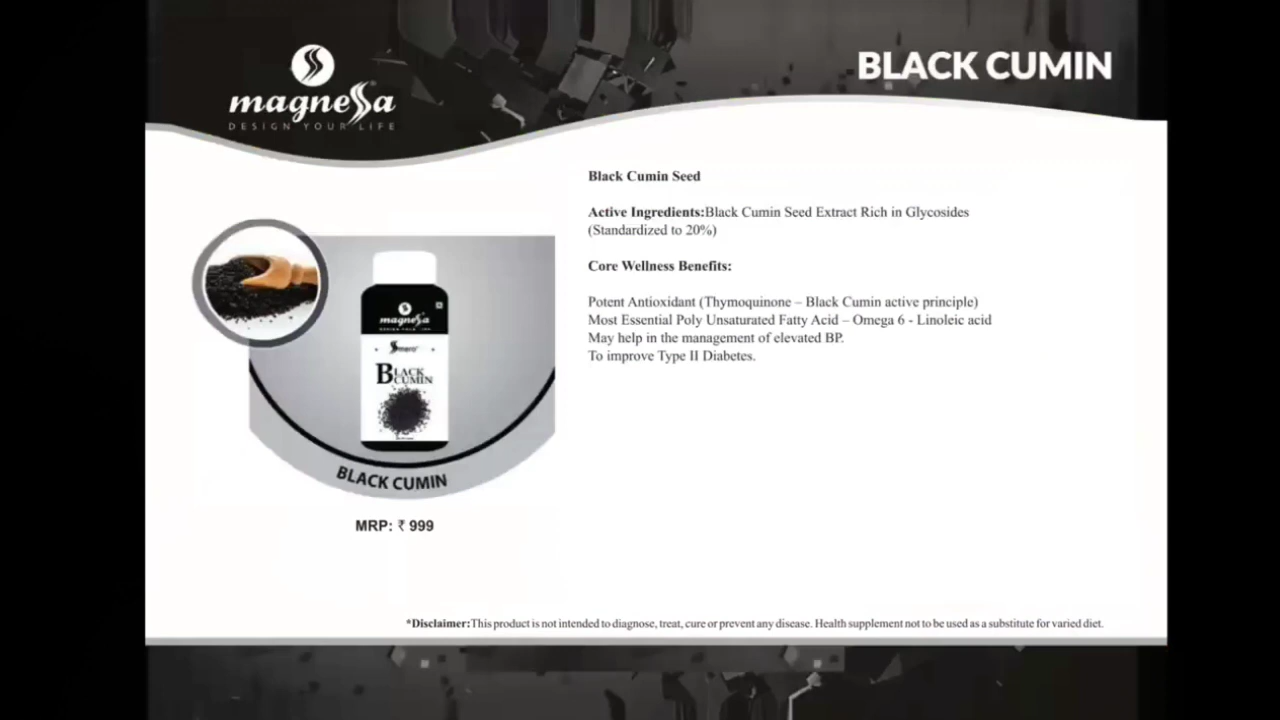 magnessa
DESIGN YOUR LIFE
BLACK CUMIN
Black Cumin Seed
Active Ingredients:Black Cumin Seed Extract Rich in Glycosides
(Standardized to 20%)
Core Wellness Benefits:
Potent Antioxidant (Thymoquinone – Black Cumin active principle)
Most Essential Poly Unsaturated Fatty Acid – Omega 6 - Linoleic acid
May help in the management of elevated BP.
To improve Type II Diabetes.
magnessa
BLACK
CUMIN
BLACK CUMIN
MRP: ₹ 999
*Disclaimer:This product is not intended to diagnose, treat, cure or prevent any disease. Health supplement not to be used as a substitute for varied diet.